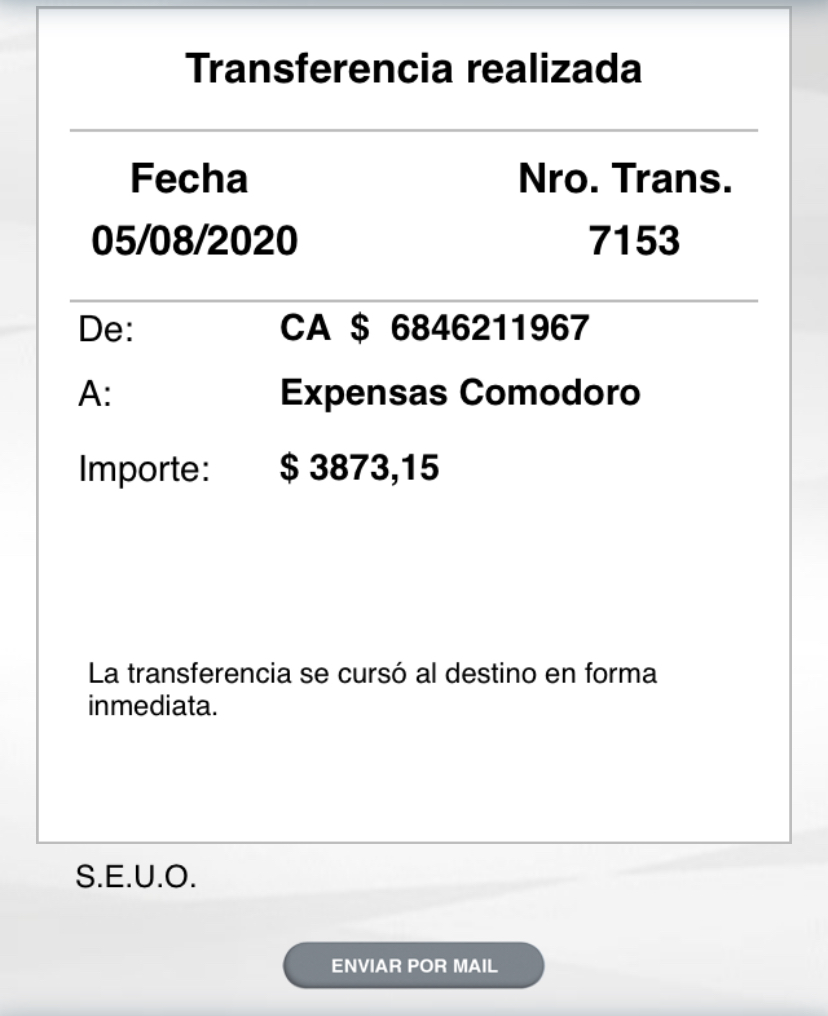 Transferencia realizada
Fecha Nro. Trans.
05/08/2020 7153
De: CA $ 6846211967
A: Expensas Comodoro
Importe: $ 3873,15
La transferencia se cursó al destino en forma
inmediata.
S.E.U.O.
ENVIAR POR MAIL